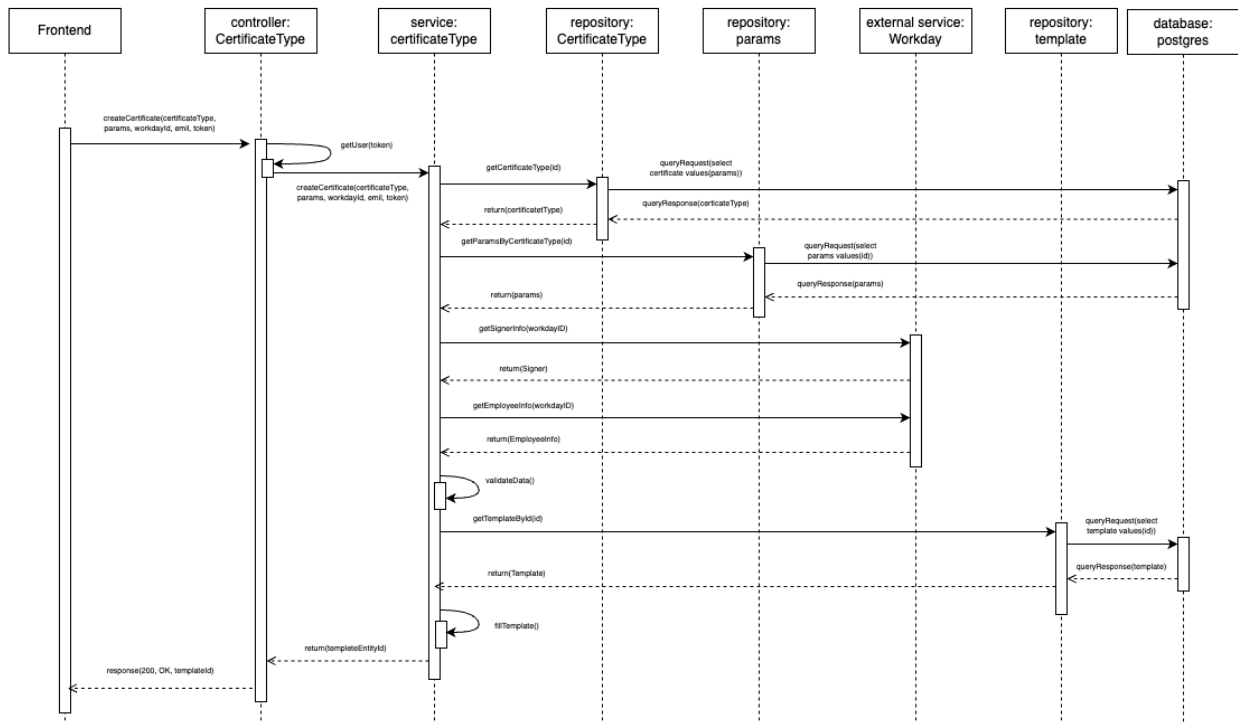 Frontend
controller:
CertificateType
service:
certificateType
repository:
CertificateType
repository:
params
external service:
Workday
repository:
template
database:
postgres
createCertificate(certificateType,
params, workdayId, emil, token)
getUser(token)
createCertificate(certificateType,
params, workdayId, emil, token)
getCertificateType(id)
queryRequest(select
certificate values(params))
queryResponse(certicateType)
return(certificatetType)
getParamsByCertificateType(id)
queryRequest(select
params values(id))
queryResponse(params)
return(params)
getSignerInfo(workdayID)
return(Signer)
getEmployeeInfo(workdayID)
return(EmployeeInfo)
validateData()
getTemplateById(id)
queryRequest(select
template values(id))
queryResponse(template)
return(Template)
fillTemplate()
return(templeteEntityId)
response(200, OK, templateId)